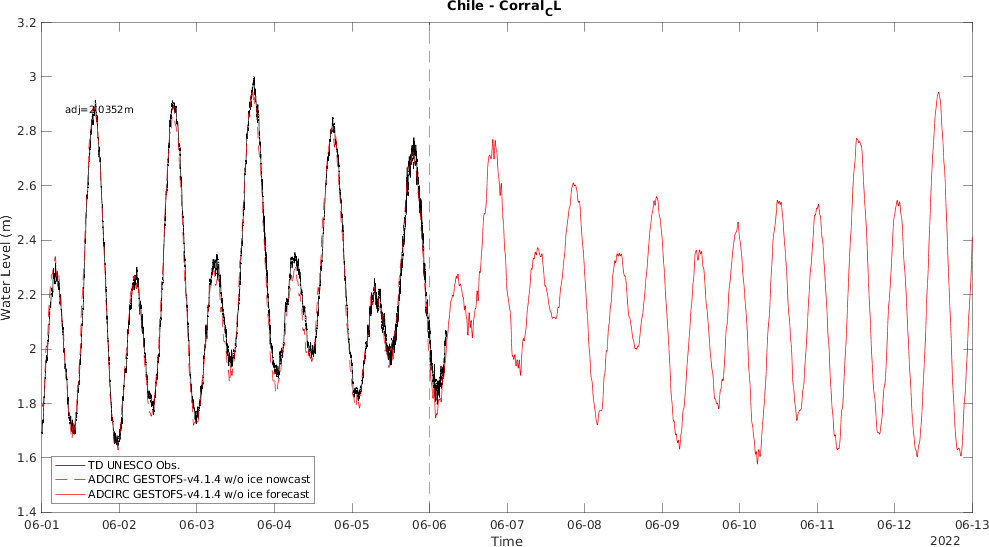 Chile - Corral_CL
3.2
3
2.8
2.6
2.4
2.2
2
1.8
1.6
1.4
Water Level (m)
adj=2.0352m
TD UNESCO Obs.
ADCIRC GESTOFS-v4.1.4 w/o ice nowcast
ADCIRC GESTOFS-v4.1.4 w/o ice forecast
06-01 06-02 06-03 06-04 06-05 06-06 06-07 06-08 06-09 06-10 06-11 06-12 06-13
Time
2022